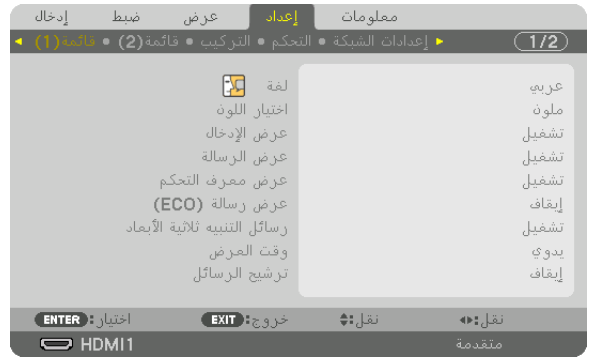 إدخال ضبط عرض إعداد معلومات
قائمة(1) ● قائمة(2) ● التركيب ● التحكم ● إعدادات الشبكة 1/2
لغة عربي
اختيار اللون ملون
عرض الإدخال تشغيل
عرض الرسالة تشغيل
عرض معرف التحكم تشغيل
عرض رسالة (ECO) إيقاف
رسائل التنبيه ثلاثية الأبعاد تشغيل
وقت العرض يدوي
ترشيح الرسائل إيقاف
ENTER :اختيار EXIT :خروج نقل: نقل:
HDMI1 متقدمة